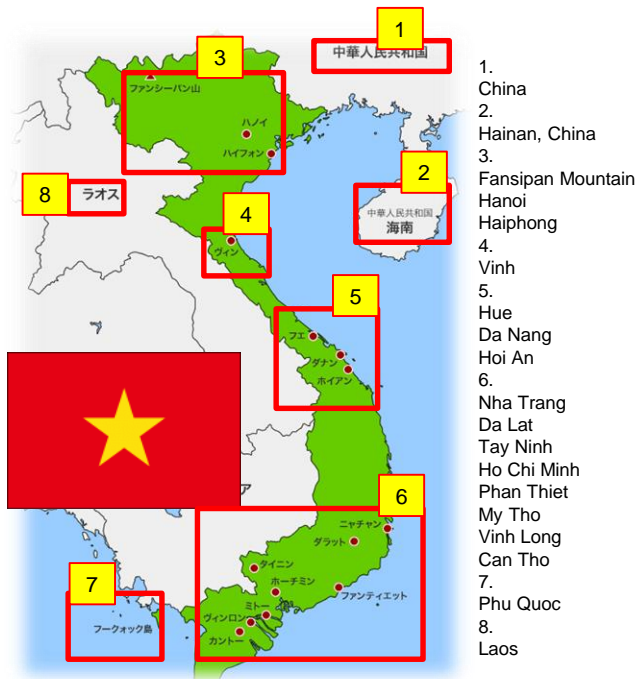 1
中華人民共和国
3
ファンシーパン山
ハノイ
ハイフォン
2
中華人民共和国
海南
8
ラオス
4
ヴィン
5
フエ
ダナン
ホイアン
6
ニャチャン
ダラット
タイニン
ホーチミン
ファンティエット
ミトー
ヴィンロン
カントー
7
フークォック島
1.
China
2.
Hainan, China
3.
Fansipan Mountain
Hanoi
Haiphong
4.
Vinh
5.
Hue
Da Nang
Hoi An
6.
Nha Trang
Da Lat
Tay Ninh
Ho Chi Minh
Phan Thiet
My Tho
Vinh Long
Can Tho
7.
Phu Quoc
8.
Laos